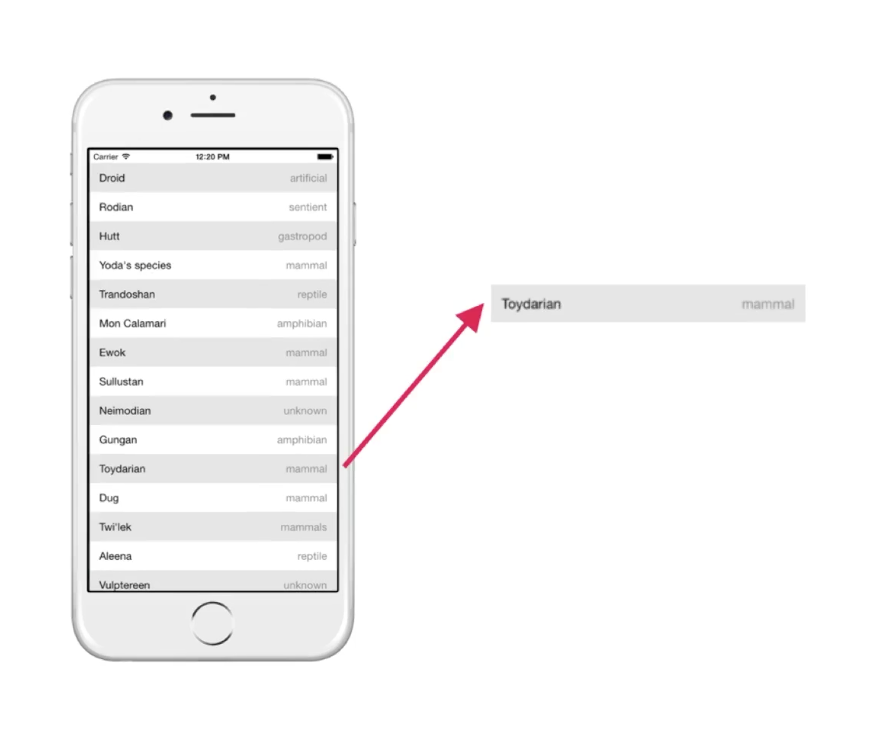 Carrier 12:20 PM
Droid artificial
Rodian sentient
Hutt gastropod
Yoda's species mammal
Trandoshan reptile
Mon Calamari amphibian
Ewok mammal
Sullustan mammal
Neimodian unknown
Gungan amphibian
Toydarian mammal
Dug mammal
Twi'lek mammals
Aleena reptile
Vulptereen unknown
Toydarian mammal